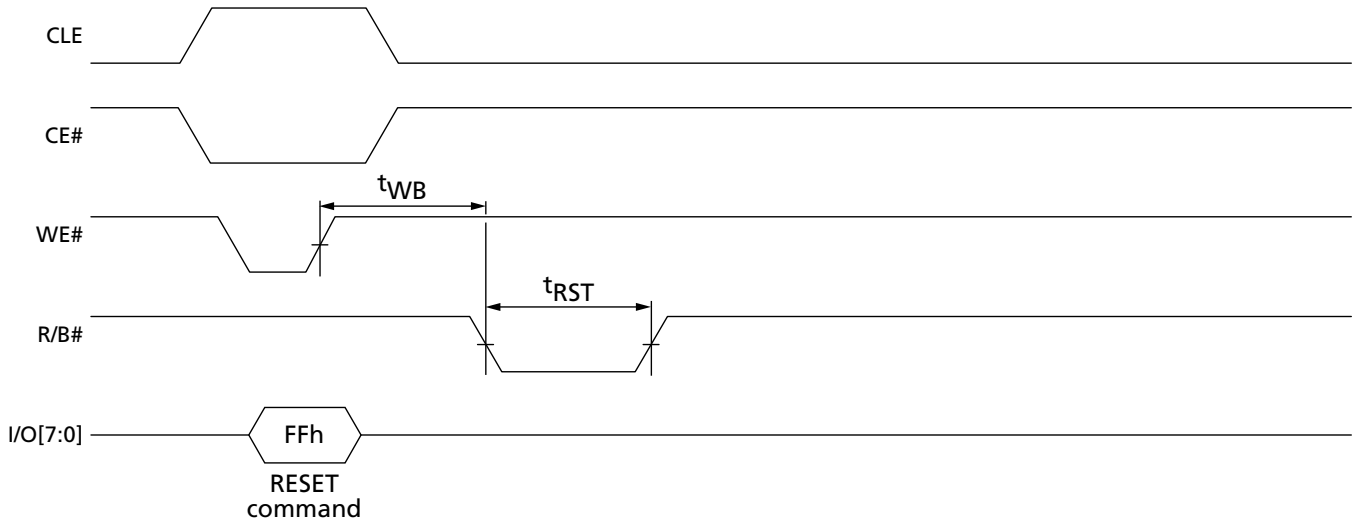 CLE
CE#
tWB
WE#
tRST
R/B#
I/O[7:0]
FFh
RESET
command